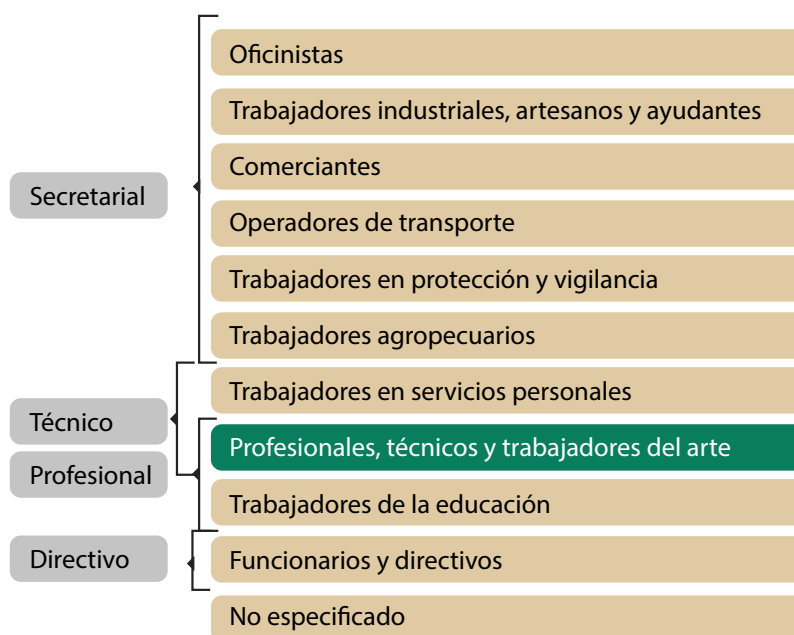 Oficinistas
Trabajadores industriales, artesanos y ayudantes
Comerciantes
Secretarial
Operadores de transporte
Trabajadores en protección y vigilancia
Trabajadores agropecuarios
Trabajadores en servicios personales
Técnico
Profesionales, técnicos y trabajadores del arte
Profesional
Trabajadores de la educación
Directivo
Funcionarios y directivos
No especificado